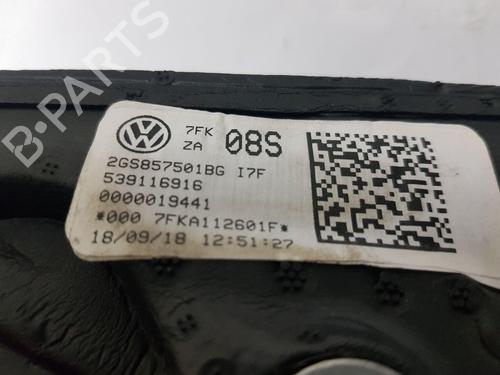 B-PARTS
7FK
ZA 08S
2GS857501BG I7F
539116916
0000019441
*000 7FKA112601F*
18/09/18 12:51:27